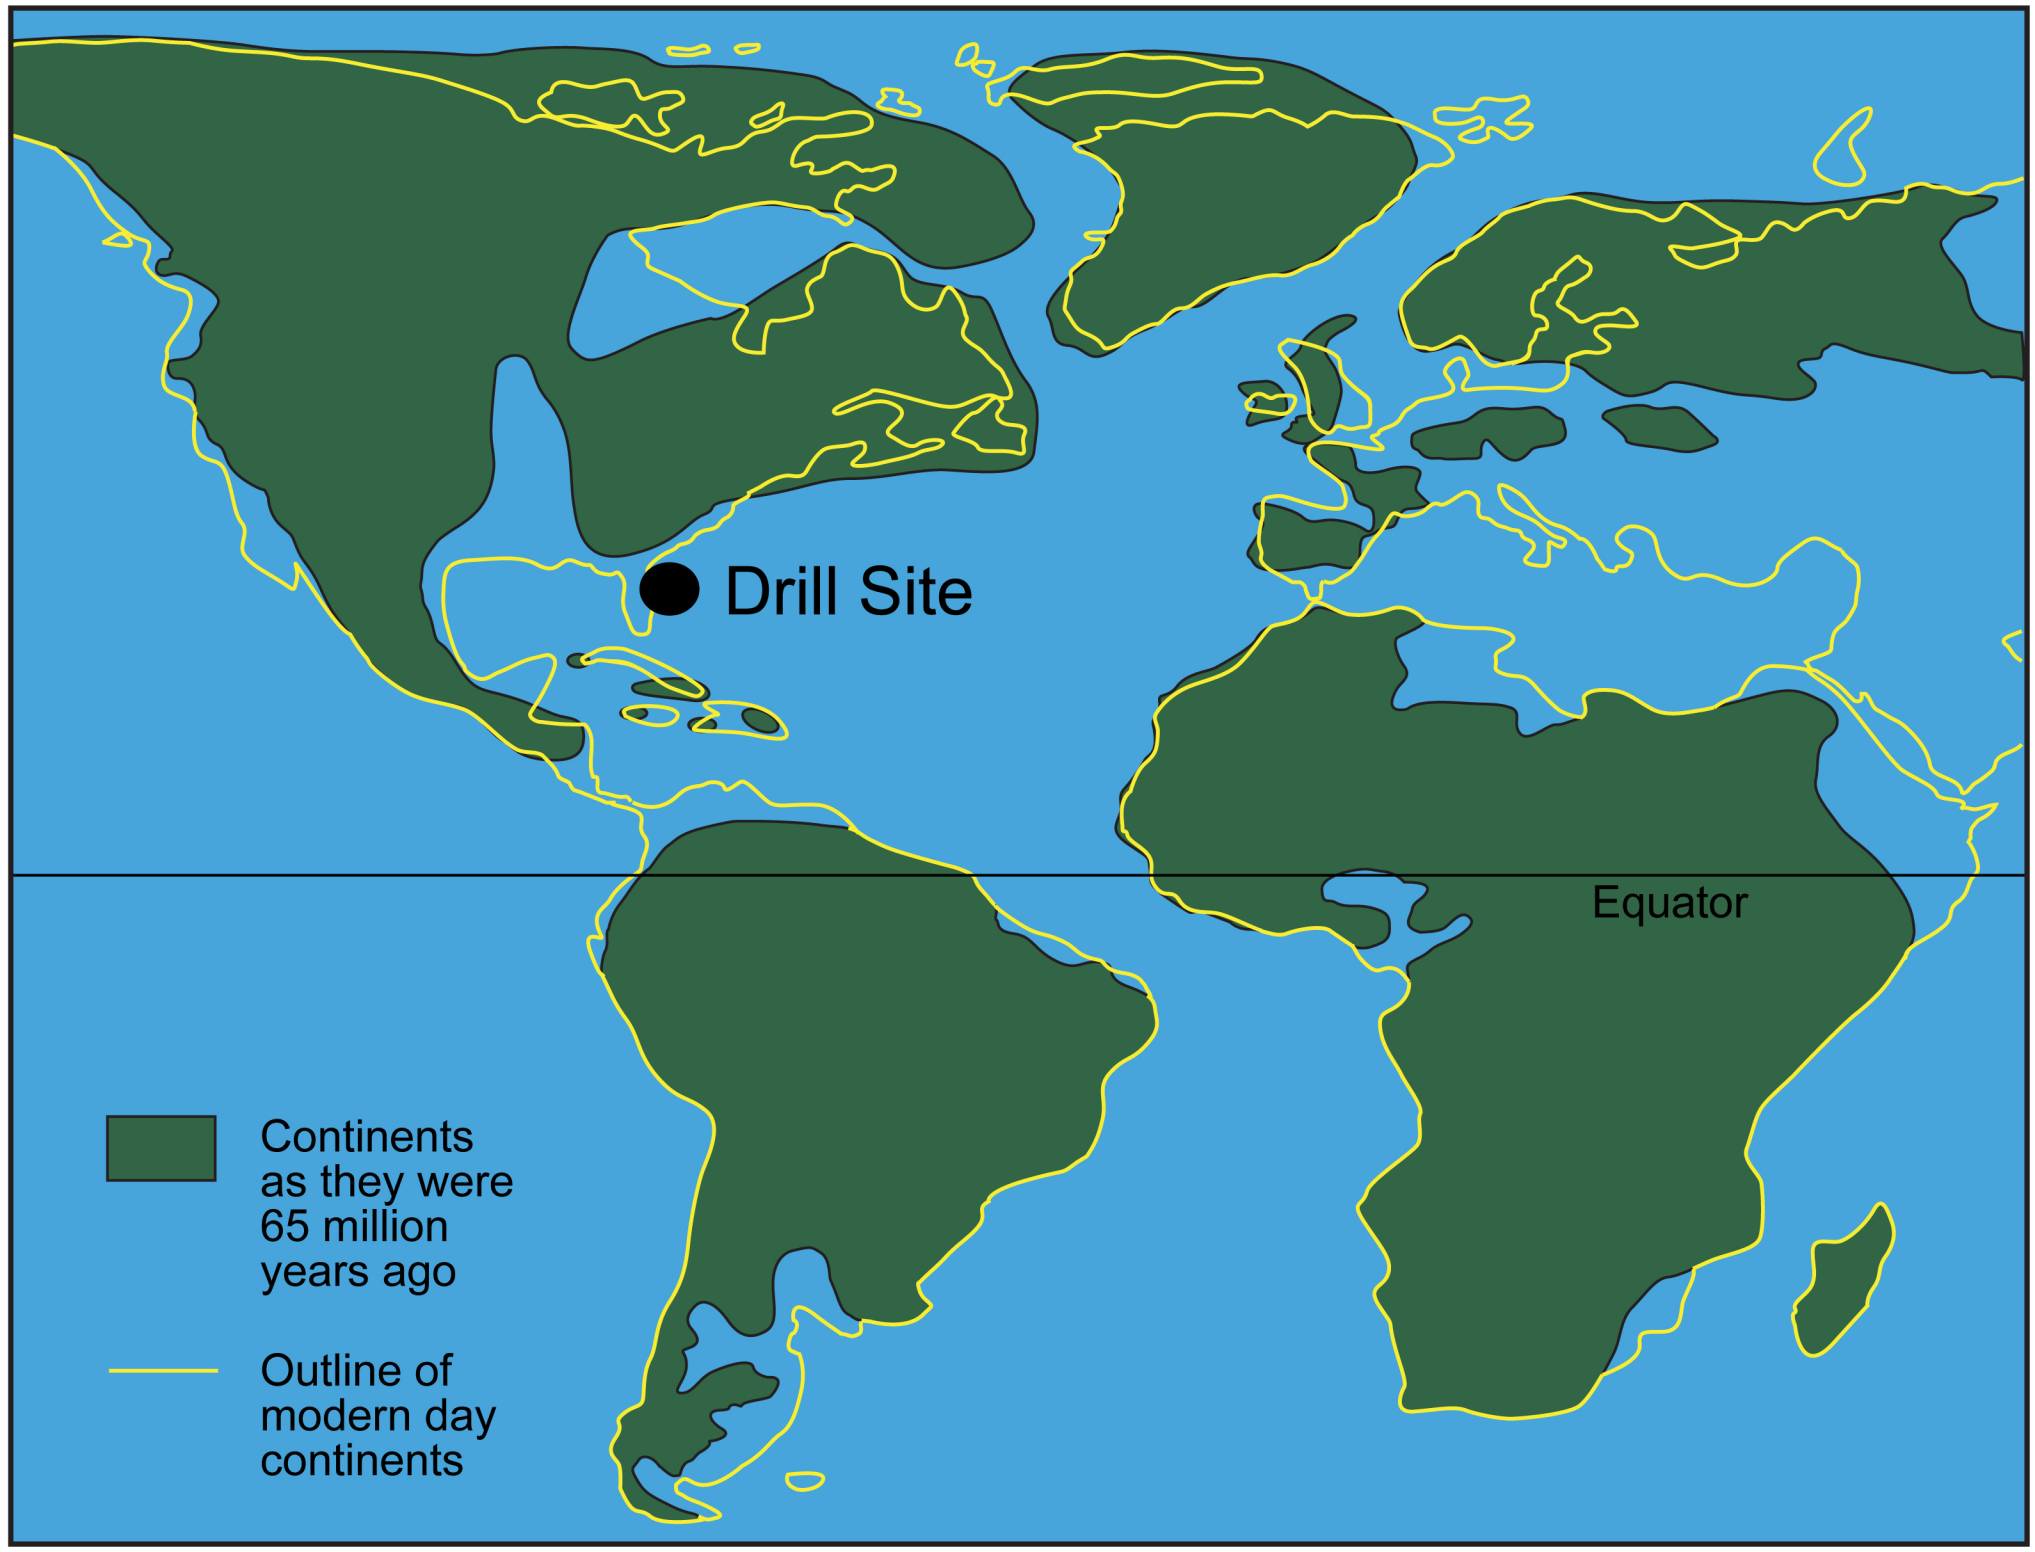 Drill Site
Equator
Continents
as they were
65 million
years ago
Outline of
modern day
continents